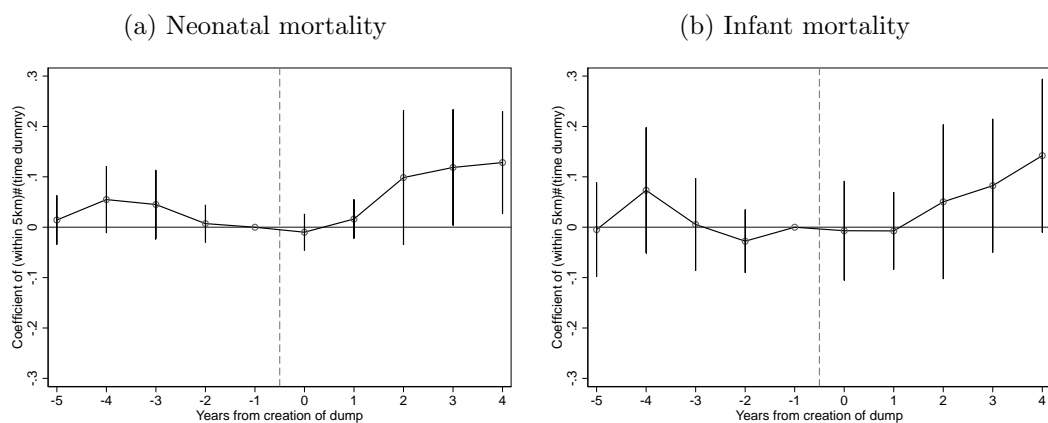 (a) Neonatal mortality
Coefficient of (within 5km)#(time dummy)
.3
.2
.1
0
-.1
-.2
-.3
-5 -4 -3 -2 -1 0 1 2 3 4
Years from creation of dump
(b) Infant mortality
Coefficient of (within 5km)#(time dummy)
.3
.2
.1
0
-.1
-.2
-.3
-5 -4 -3 -2 -1 0 1 2 3 4
Years from creation of dump